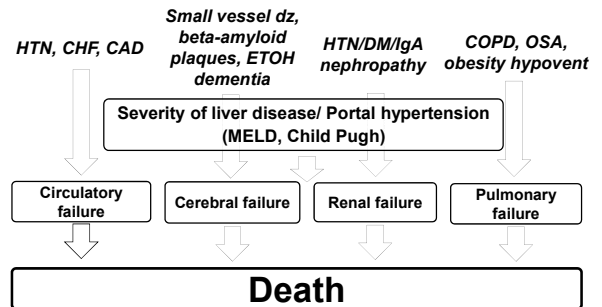 HTN, CHF, CAD
Small vessel dz,
beta-amyloid
plaques, ETOH
dementia
HTN/DM/IgA
nephropathy
COPD, OSA,
obesity hypovent
Severity of liver disease/ Portal hypertension
(MELD, Child Pugh)
Circulatory
failure
Cerebral failure
Renal failure
Pulmonary
failure
Death